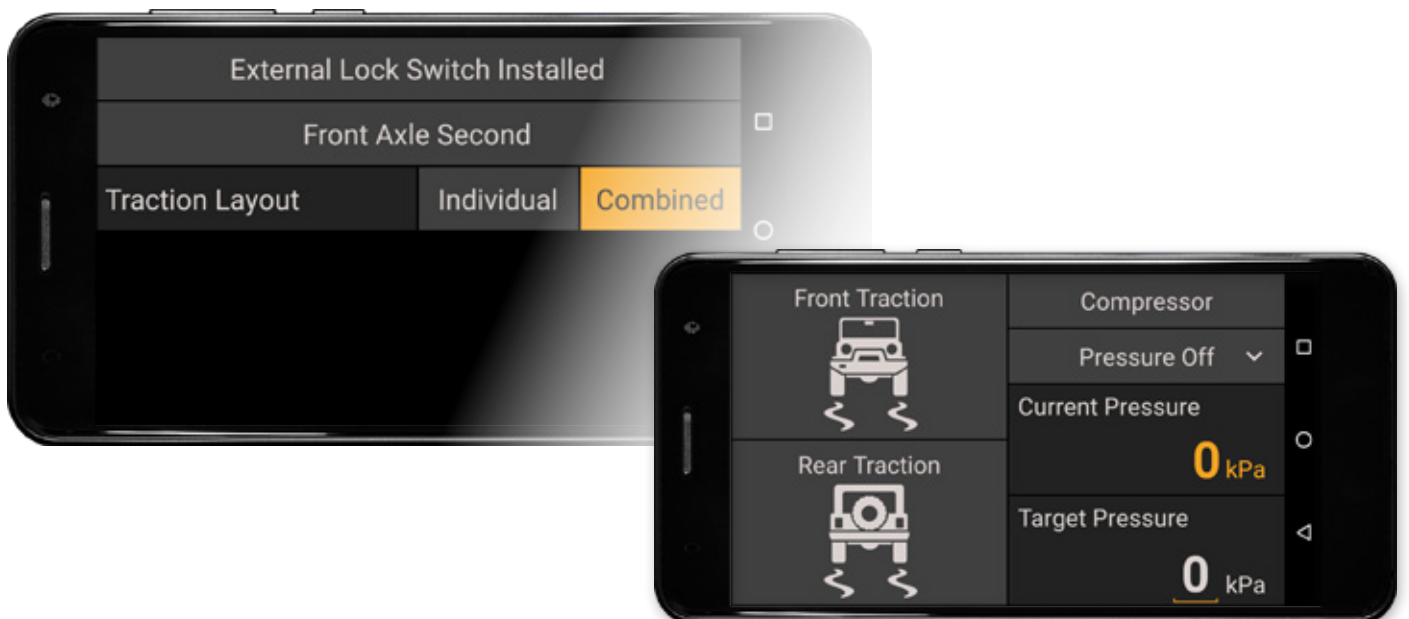 External Lock Switch Installed
Front Axle Second
Traction Layout Individual Combined
Front Traction
Rear Traction
Compressor
Pressure Off
Current Pressure
0 kPa
Target Pressure
0 kPa